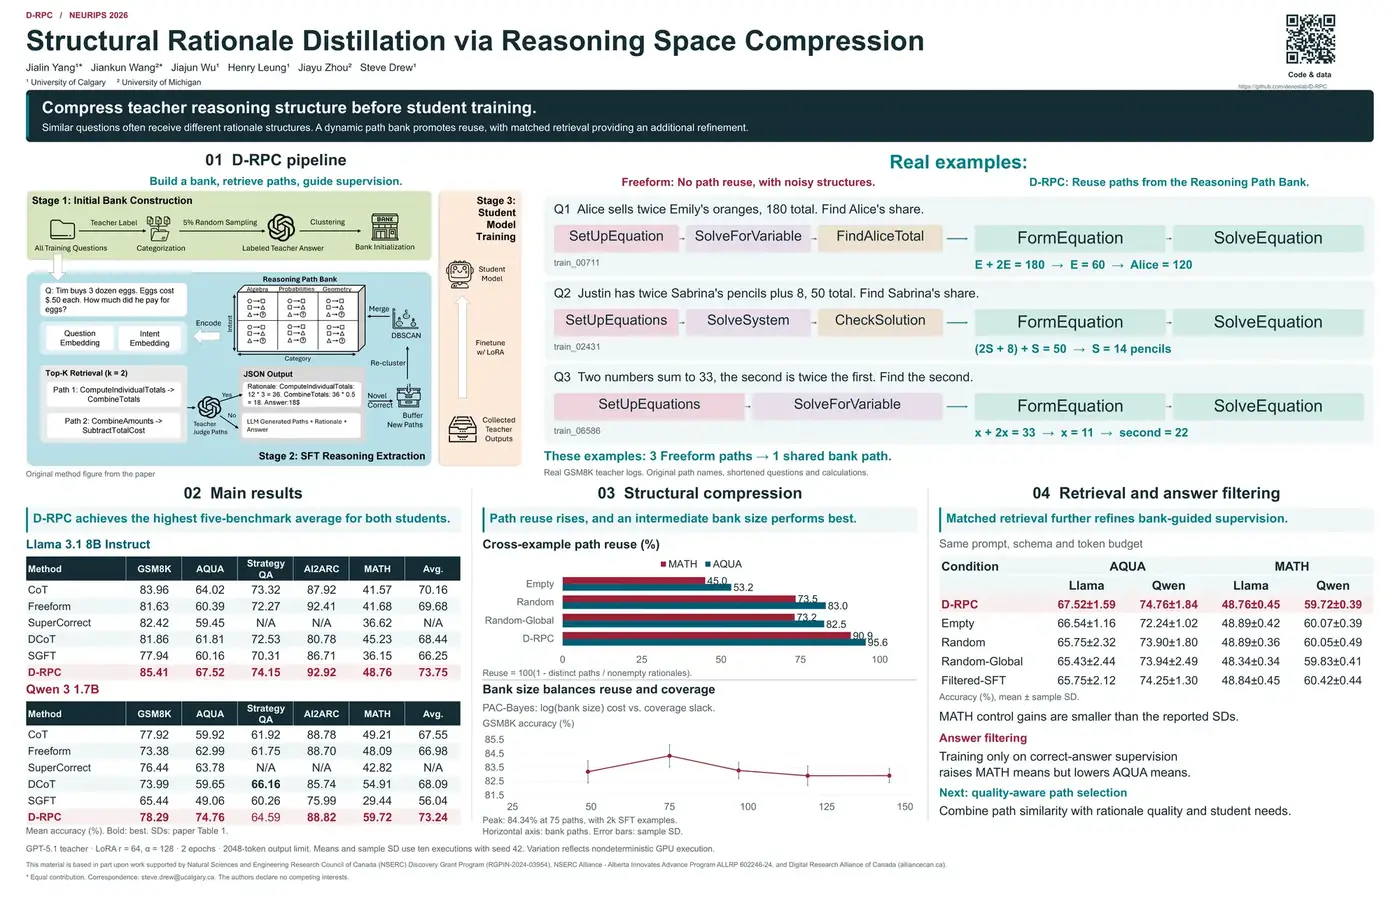 D-RPC / NEURIPS 2026
Structural Rationale Distillation via Reasoning Space Compression
Jialin Yang¹* Jiankun Wang²* Jiajun Wu¹ Henry Leung¹ Jiayu Zhou² Steve Drew¹
¹ University of Calgary ² University of Michigan
Code & data
https://github.com/denoslab/D-RPC
Compress teacher reasoning structure before student training.
Similar questions often receive different rationale structures. A dynamic path bank promotes reuse, with matched retrieval providing an additional refinement.
01 D-RPC pipeline
Build a bank, retrieve paths, guide supervision.
Stage 1: Initial Bank Construction
Teacher Label
5% Random Sampling
Clustering
All Training Questions
Categorization
Labeled Teacher Answer
Bank Initialization
Stage 3:
Student
Model
Training
Student
Model
Finetune
w/ LoRA
Collected
Teacher
Outputs
Q: Tim buys 3 dozen eggs. Eggs cost
$.50 each. How much did he pay for
eggs?
Question
Embedding
Intent
Embedding
Encode
Reasoning Path Bank
Algebra Probabilities Geometry
Intent
Category
Merge
DBSCAN
Re-cluster
Top-K Retrieval (k = 2)
Path 1: ComputeIndividualTotals ->
CombineTotals
Path 2: CombineAmounts ->
SubtractTotalCost
Teacher
Judge Paths
Yes
No
JSON Output
Rationale: ComputeIndividualTotals:
12 * 3 = 36. CombineTotals: 36 * 0.5
= 18. Answer:18$
LLM Generated Paths + Rationale +
Answer
Novel
Correct
Buffer
New Paths
Stage 2: SFT Reasoning Extraction
Original method figure from the paper
Real examples:
Freeform: No path reuse, with noisy structures.
D-RPC: Reuse paths from the Reasoning Path Bank.
Q1 Alice sells twice Emily's oranges, 180 total. Find Alice's share.
SetUpEquation → SolveForVariable → FindAliceTotal → FormEquation → SolveEquation
train_00711
E + 2E = 180 → E = 60 → Alice = 120
Q2 Justin has twice Sabrina's pencils plus 8, 50 total. Find Sabrina's share.
SetUpEquations → SolveSystem → CheckSolution → FormEquation → SolveEquation
train_02431
(2S + 8) + S = 50 → S = 14 pencils
Q3 Two numbers sum to 33, the second is twice the first. Find the second.
SetUpEquations → SolveForVariable → FormEquation → SolveEquation
train_06586
x + 2x = 33 → x = 11 → second = 22
These examples: 3 Freeform paths → 1 shared bank path.
Real GSM8K teacher logs. Original path names, shortened questions and calculations.
02 Main results
D-RPC achieves the highest five-benchmark average for both students.
Llama 3.1 8B Instruct
Method GSM8K AQUA Strategy QA AI2ARC MATH Avg.
CoT 83.96 64.02 73.32 87.92 41.57 70.16
Freeform 81.63 60.39 72.27 92.41 41.68 69.68
SuperCorrect 82.42 59.45 N/A N/A 36.62 N/A
DCoT 81.86 61.81 72.53 80.78 45.23 68.44
SGFT 77.94 60.16 70.31 86.71 36.15 66.25
D-RPC 85.41 67.52 74.15 92.92 48.76 73.75
Qwen 3 1.7B
Method GSM8K AQUA Strategy QA AI2ARC MATH Avg.
CoT 77.92 59.92 61.92 88.78 49.21 67.55
Freeform 73.38 62.99 61.75 88.70 48.09 66.98
SuperCorrect 76.44 63.78 N/A N/A 42.82 N/A
DCoT 73.99 59.65 66.16 85.74 54.91 68.09
SGFT 65.44 49.06 60.26 75.99 29.44 56.04
D-RPC 78.29 74.76 64.59 88.82 59.72 73.24
Mean accuracy (%). Bold: best. SDs: paper Table 1.
03 Structural compression
Path reuse rises, and an intermediate bank size performs best.
Cross-example path reuse (%)
MATH AQUA
Empty 45.0 53.2
Random 73.5 83.0
Random-Global 73.2 82.5
D-RPC 90.9 95.6
0 25 50 75 100
Reuse = 100(1 - distinct paths / nonempty rationales).
Bank size balances reuse and coverage
PAC-Bayes: log(bank size) cost vs. coverage slack.
GSM8K accuracy (%)
85.5
84.5
83.5
82.5
81.5
25 50 75 100 125 150
Peak: 84.34% at 75 paths, with 2k SFT examples.
Horizontal axis: bank paths. Error bars: sample SD.
04 Retrieval and answer filtering
Matched retrieval further refines bank-guided supervision.
Same prompt, schema and token budget
Condition AQUA MATH
Llama Qwen Llama Qwen
D-RPC 67.52±1.59 74.76±1.84 48.76±0.45 59.72±0.39
Empty 66.54±1.16 72.24±1.02 48.89±0.42 60.07±0.39
Random 65.75±2.32 73.90±1.80 48.89±0.36 60.05±0.49
Random-Global 65.43±2.44 73.94±2.49 48.34±0.34 59.83±0.41
Filtered-SFT 65.75±2.12 74.25±1.30 48.84±0.45 60.42±0.44
Accuracy (%), mean ± sample SD.
MATH control gains are smaller than the reported SDs.
Answer filtering
Training only on correct-answer supervision
raises MATH means but lowers AQUA means.
Next: quality-aware path selection
Combine path similarity with rationale quality and student needs.
GPT-5.1 teacher · LoRA r = 64, α = 128 · 2 epochs · 2048-token output limit. Means and sample SD use ten executions with seed 42. Variation reflects nondeterministic GPU execution.
This material is based in part upon work supported by Natural Sciences and Engineering Research Council of Canada (NSERC) Discovery Grant Program (RGPIN-2024-03954), NSERC Alliance - Alberta Innovates Advance Program ALLRP 602246-24, and Digital Research Alliance of Canada (alliancecan.ca).
* Equal contribution. Correspondence: steve.drew@ucalgary.ca. The authors declare no competing interests.